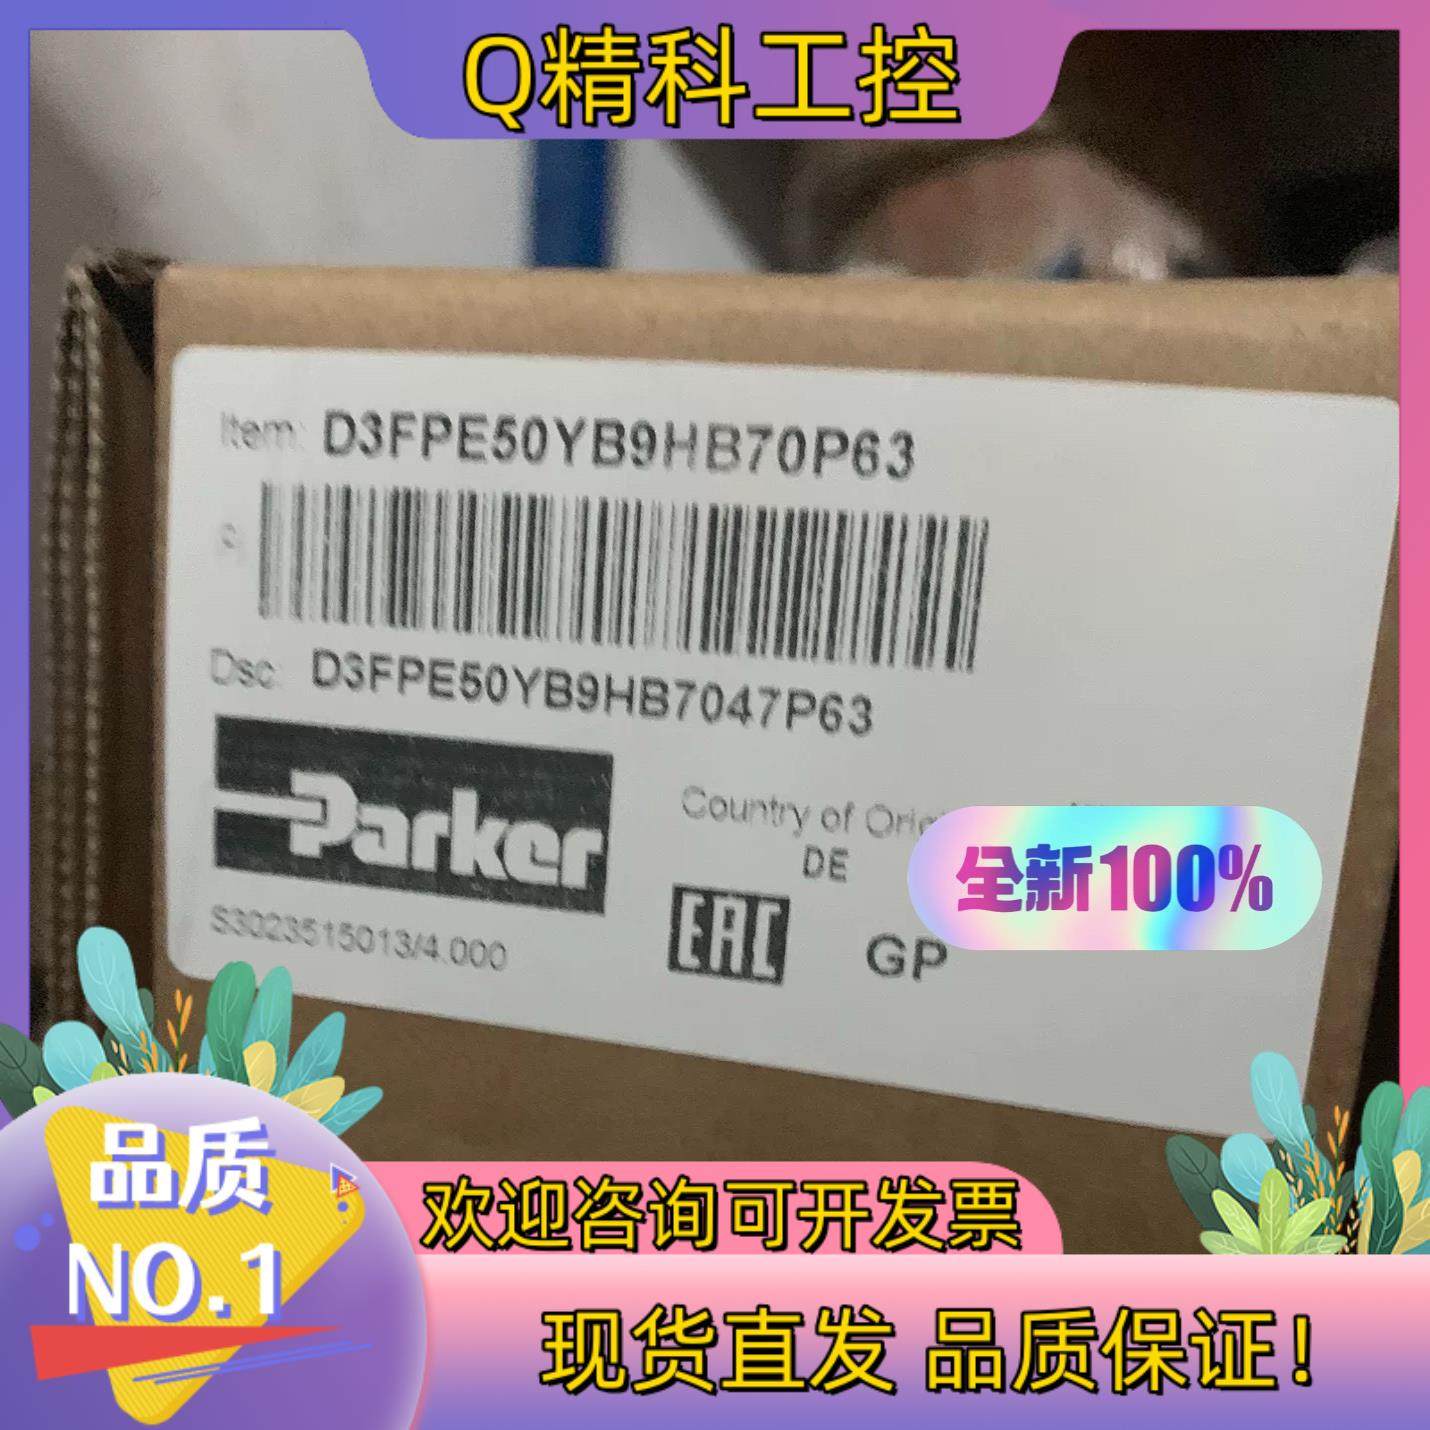 Q精科工控
Item: D3FPE50YB9HB70P63
Dsc: D3FPE50YB9HB7047P63
Parker
Country of
DE
全新100%
S3023515013/4.000
EAC
GP
品质
NO.1
欢迎咨询可开发票
现货直发 品质保证!